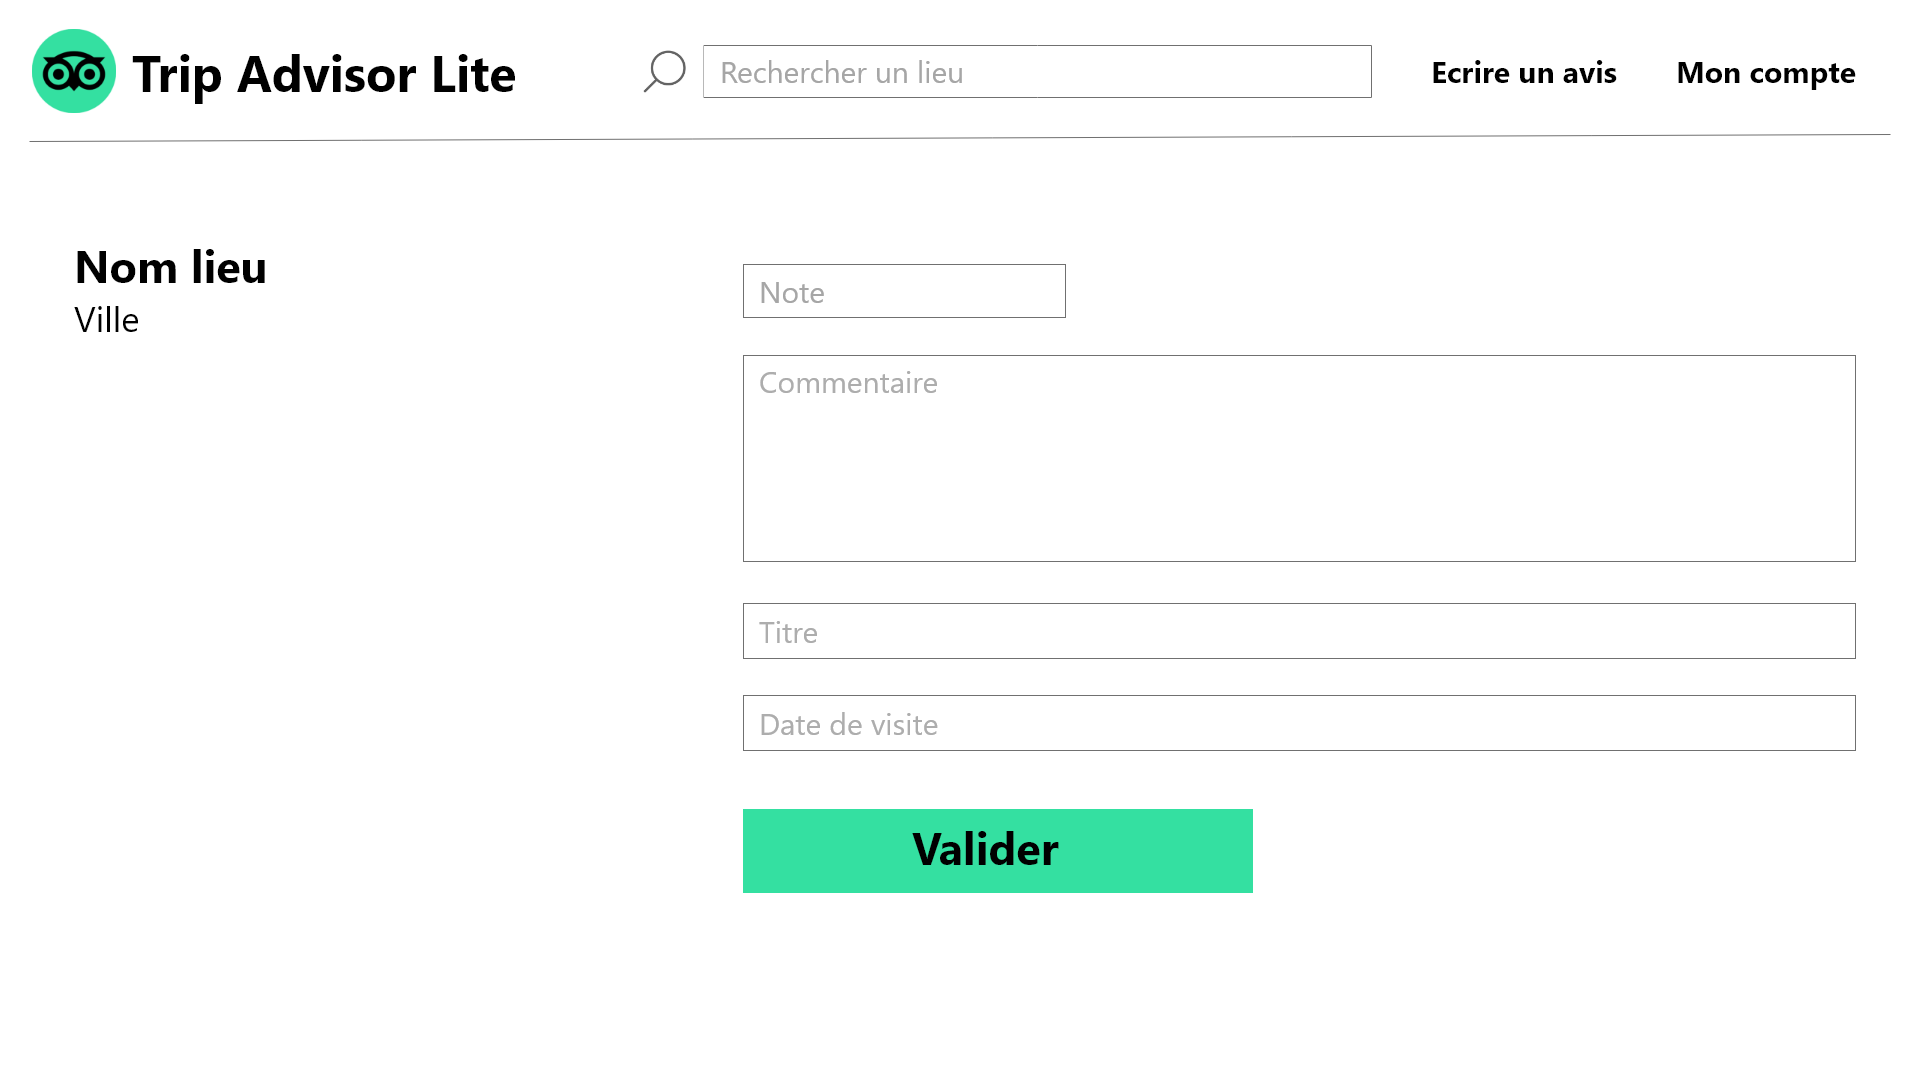 Trip Advisor Lite
Rechercher un lieu
Ecrire un avis
Mon compte
Nom lieu
Ville
Note
Commentaire
Titre
Date de visite
Valider